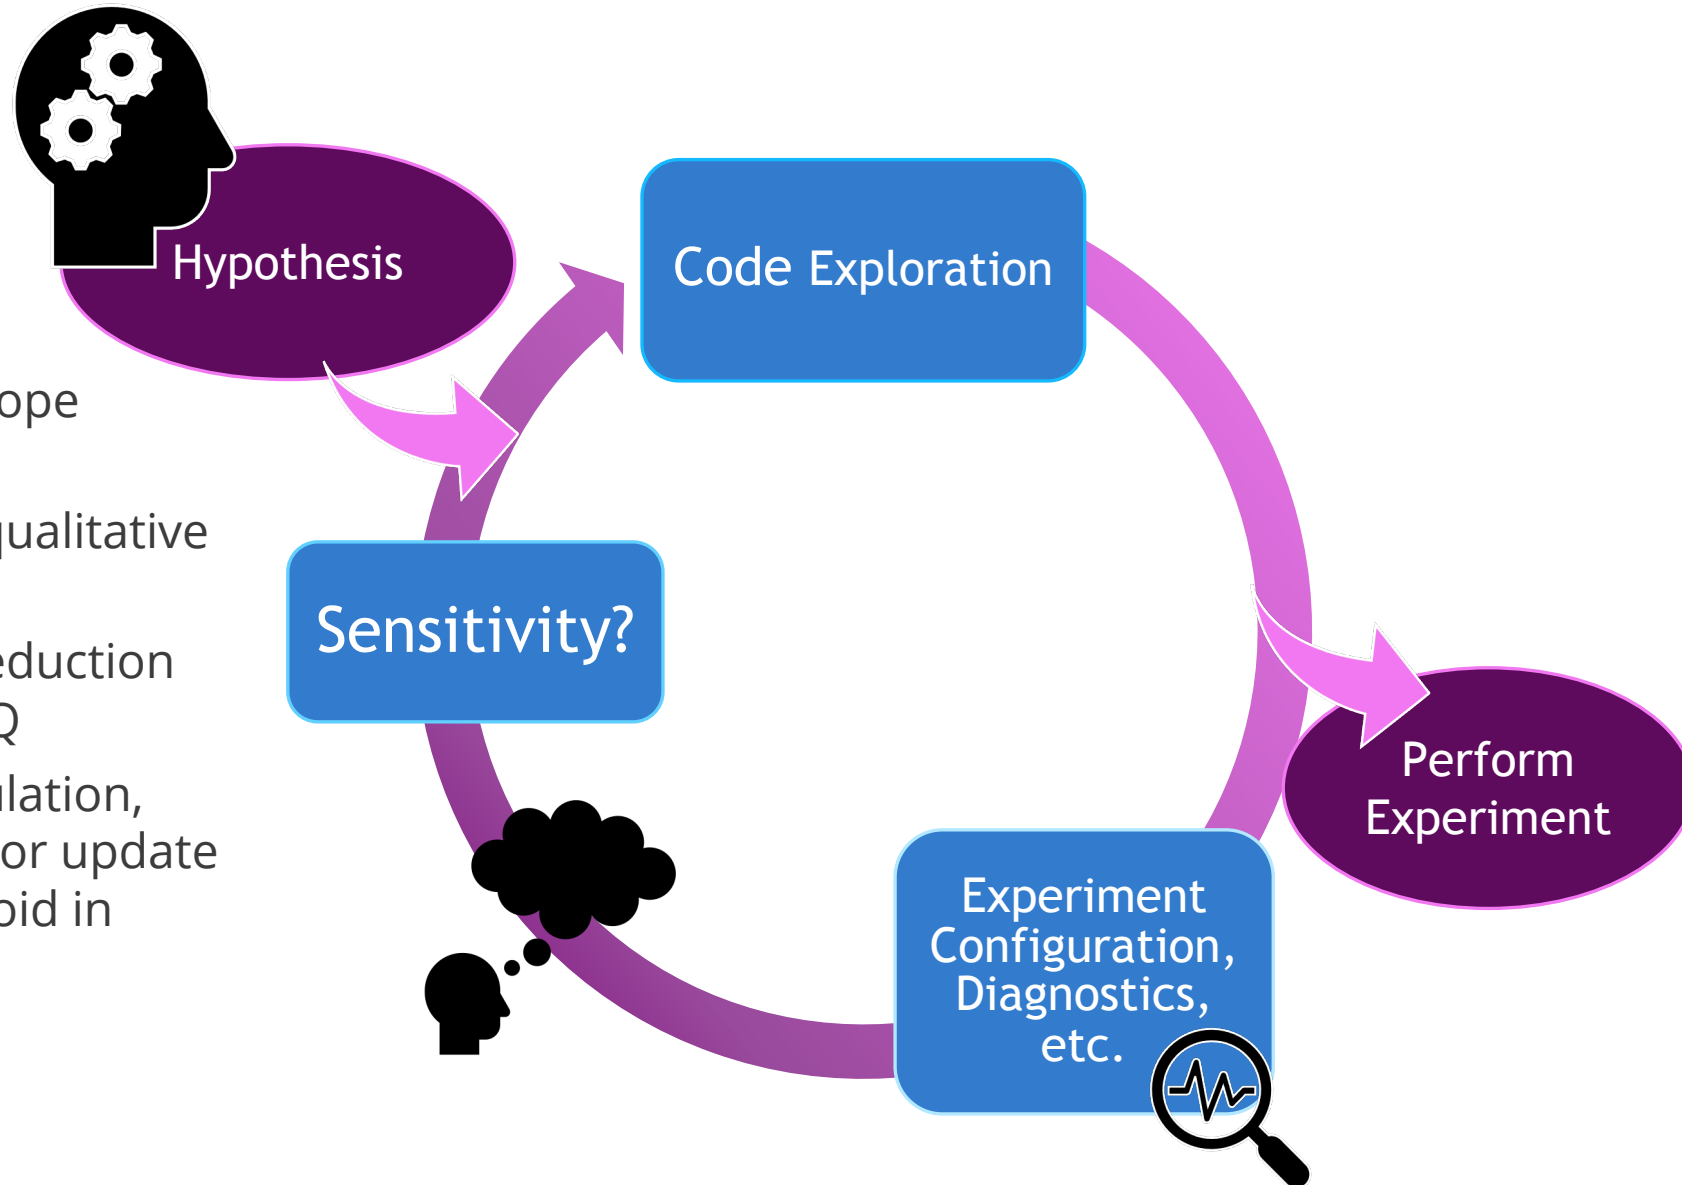 Hypothesis
Code Exploration
ope
qualitative
Sensitivity?
eduction
Q
Perform
Experiment
lation,
or update
oid in
Experiment
Configuration,
Diagnostics,
etc.